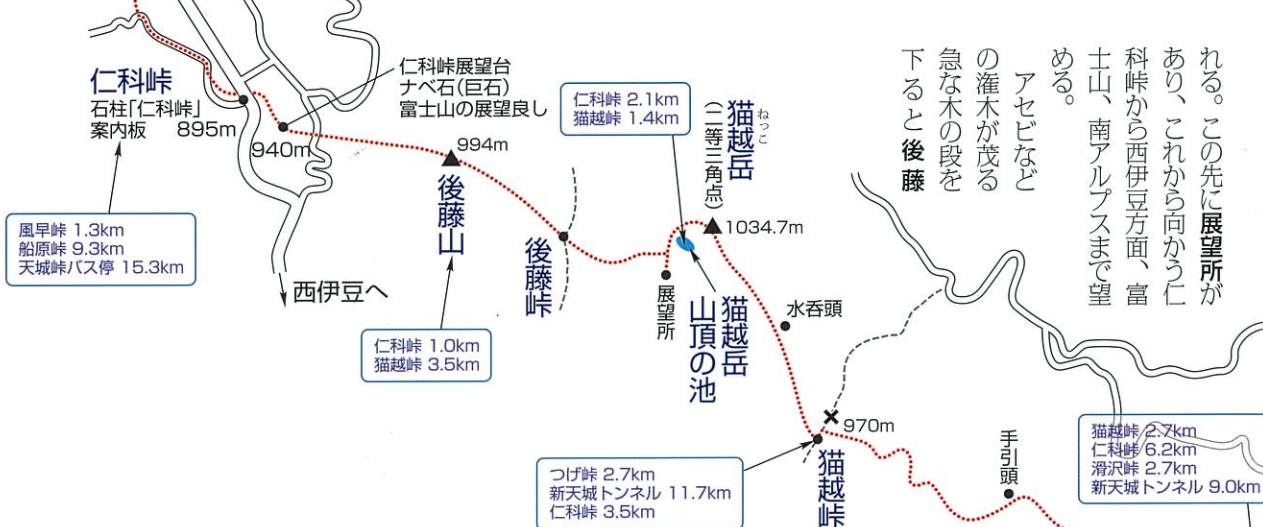 れる。この先に展望所が
あり、これから向かう仁
科峠から西伊豆方面、富
士山、南アルプスまで望
める。
アセビなど
の潅木が茂る
急な木の段を
下ると後藤
仁科峠
石柱「仁科峠」
案内板
895m
風早峠 1.3km
船原峠 9.3km
天城峠バス停 15.3km
940m
仁科峠展望台
ナベ石(巨石)
富士山の展望良し
西伊豆へ
994m
後藤山
仁科峠 1.0km
猫越峠 3.5km
後藤峠
仁科峠 2.1km
猫越峠 1.4km
猫越岳
ねっこ
(二等三角点)
1034.7m
展望所
猫越岳
山頂の池
水呑頭
970m
猫越峠
つげ峠 2.7km
新天城トンネル 11.7km
仁科峠 3.5km
手引頭
猫越峠 2.7km
仁科峠 6.2km
滑沢峠 2.7km
新天城トンネル 9.0km